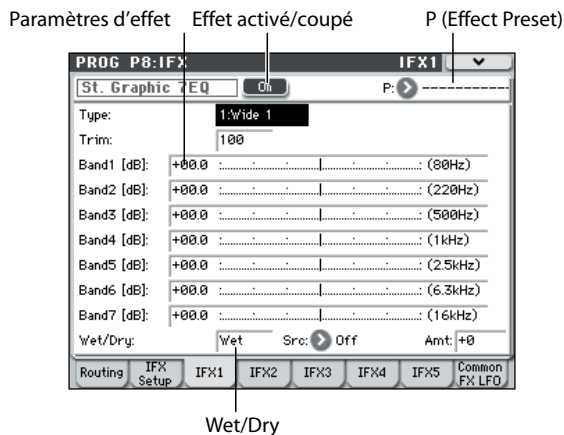 Paramètres d’effet Effet activé/coupé P (Effect Preset)
PROG P8:IFX IFX1
St. Graphic 7EQ On P: ------------
Type: 1:Wide 1
Trim: 100
Band1 [dB]: +00.0 (80Hz)
Band2 [dB]: +00.0 (220Hz)
Band3 [dB]: +00.0 (500Hz)
Band4 [dB]: +00.0 (1kHz)
Band5 [dB]: +00.0 (2.5kHz)
Band6 [dB]: +00.0 (6.3kHz)
Band7 [dB]: +00.0 (16kHz)
Wet/Dry: Wet Src: Off Amt: +0
Routing IFX Setup IFX1 IFX2 IFX3 IFX4 IFX5 Common FX LFO
Wet/Dry